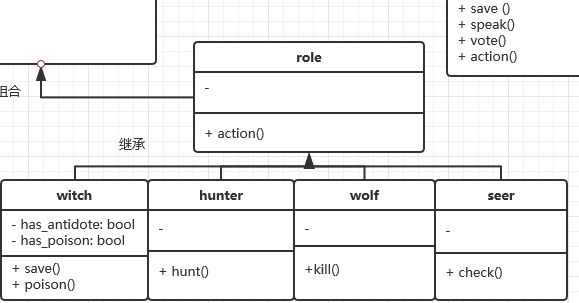 + save ()
+ speak()
+ vote()
+ action()
role
-
+ action()
组合
继承
witch
- has_antidote: bool
- has_poison: bool
+ save()
+ poison()
hunter
-
+ hunt()
wolf
-
+kill()
seer
-
+ check()